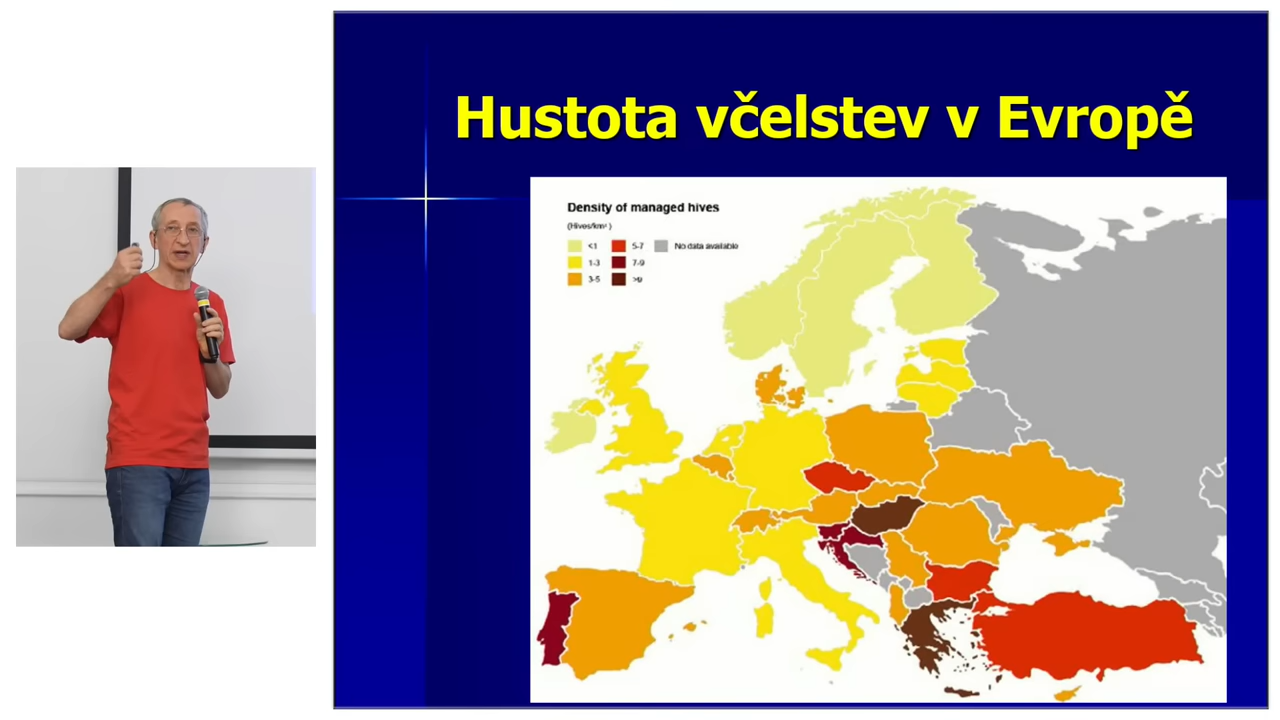 Hustota včelstev v Evropě
Density of managed hives
(Hives/km² )
<1
5-7
No data available
1-3
7-9
3-5
>9